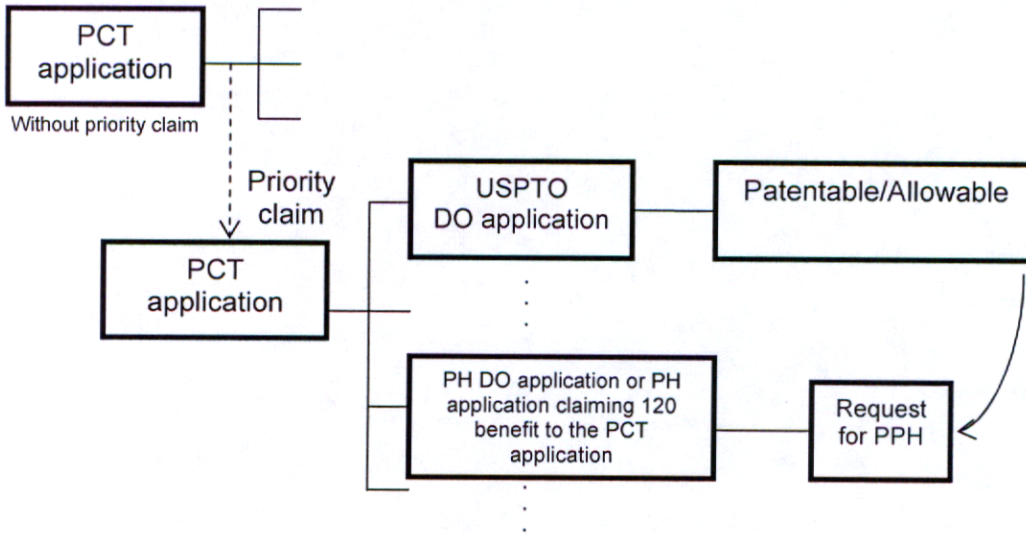 PCT
application
Without priority claim
Priority
claim
PCT
application
USPTO
DO application
Patentable/Allowable
PH DO application or PH
application claiming 120
benefit to the PCT
application
Request
for PPH